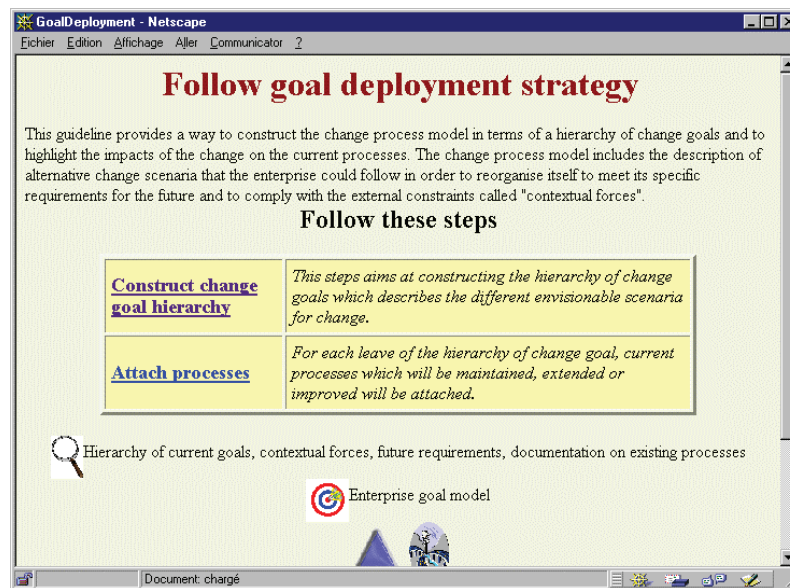 GoalDeployment - Netscape
Fichier Edition Affichage Aller Communicator ?
Follow goal deployment strategy
This guideline provides a way to construct the change process model in terms of a hierarchy of change goals and to
highlight the impacts of the change on the current processes. The change process model includes the description of
alternative change scenaria that the enterprise could follow in order to reorganise itself to meet its specific
requirements for the future and to comply with the external constraints called "contextual forces".
Follow these steps
Construct change
goal hierarchy
This steps aims at constructing the hierarchy of change
goals which describes the different envisionable scenaria
for change.
Attach processes
For each leave of the hierarchy of change goal, current
processes which will be maintained, extended or
improved will be attached.
Hierarchy of current goals, contextual forces, future requirements, documentation on existing processes
Enterprise goal model
Document: chargé